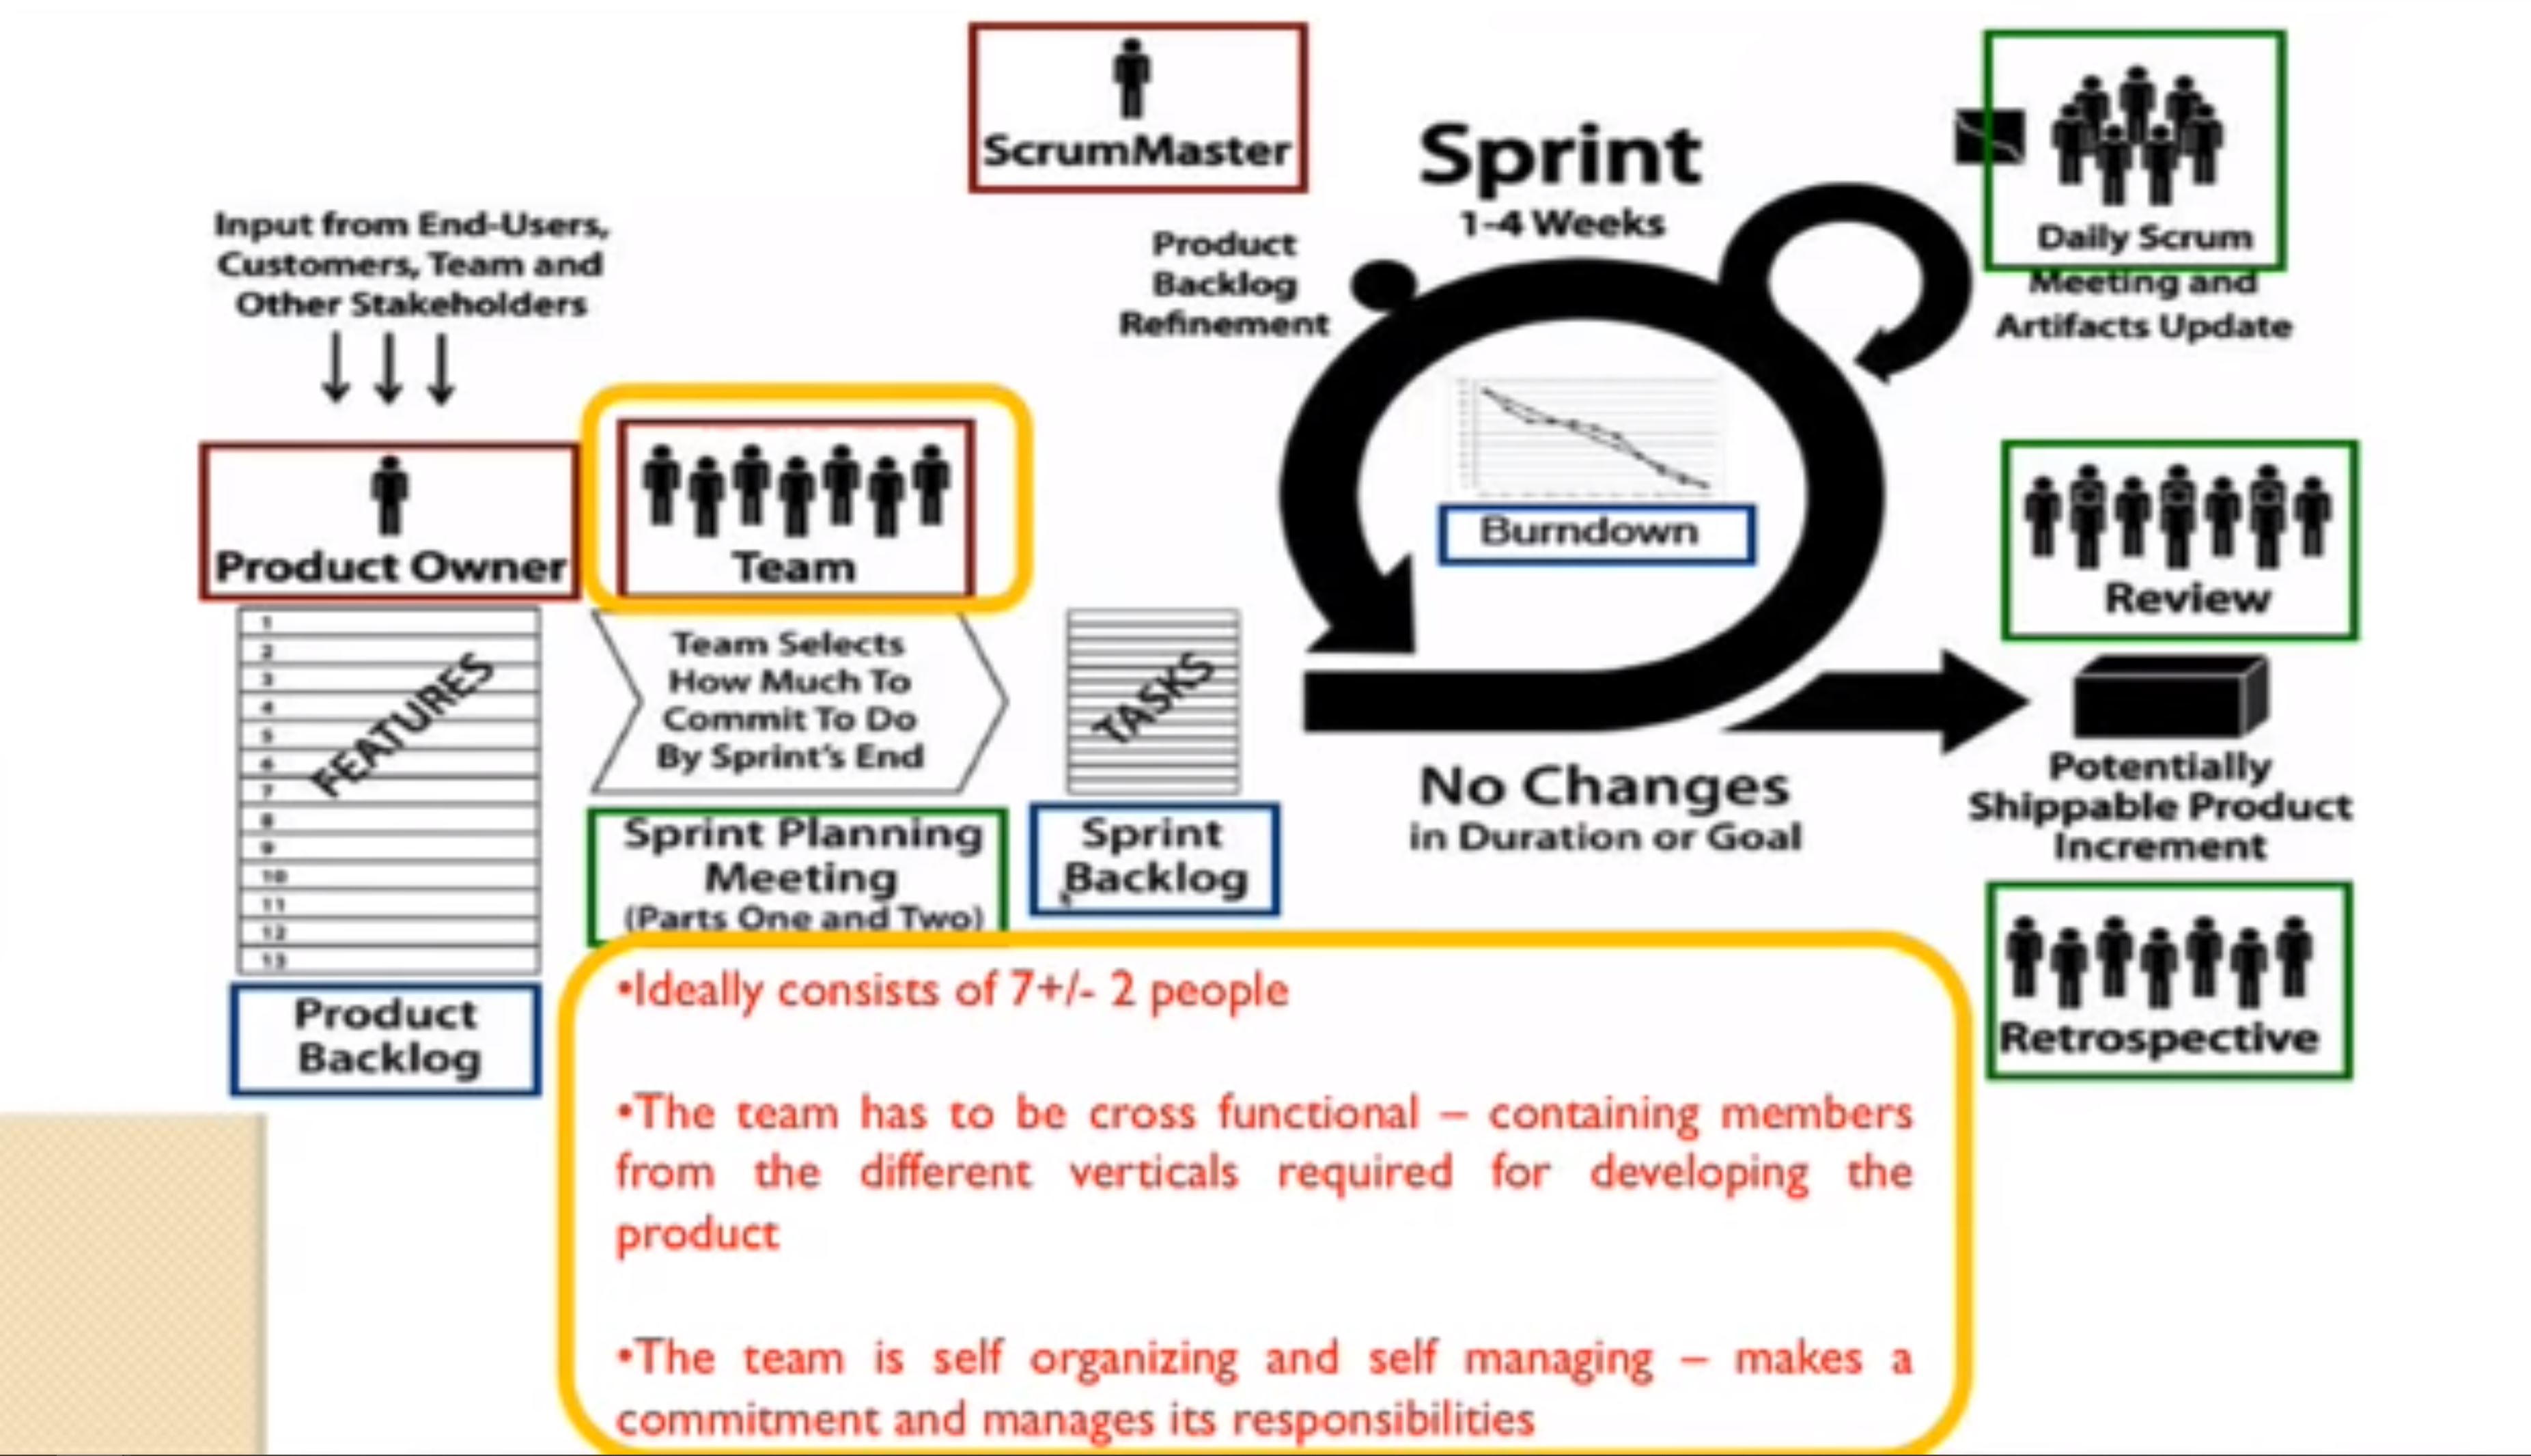 ScrumMaster
Sprint
1-4 Weeks
Product
Backlog
Refinement
Daily Scrum
Meeting and
Artifacts Update
Input from End-Users,
Customers, Team and
Other Stakeholders
Product Owner
Team
Burndown
Review
1
2
3
4
5
6
7
8
9
10
11
12
13
FEATURES
Team Selects
How Much To
Commit To Do
By Sprint's End
TASKS
Sprint Planning
Meeting
(Parts One and Two)
Sprint
Backlog
No Changes
in Duration or Goal
Potentially
Shippable Product
Increment
Retrospective
Product
Backlog
•Ideally consists of 7+/- 2 people
•The team has to be cross functional – containing members
from the different verticals required for developing the
product
•The team is self organizing and self managing – makes a
commitment and manages its responsibilities